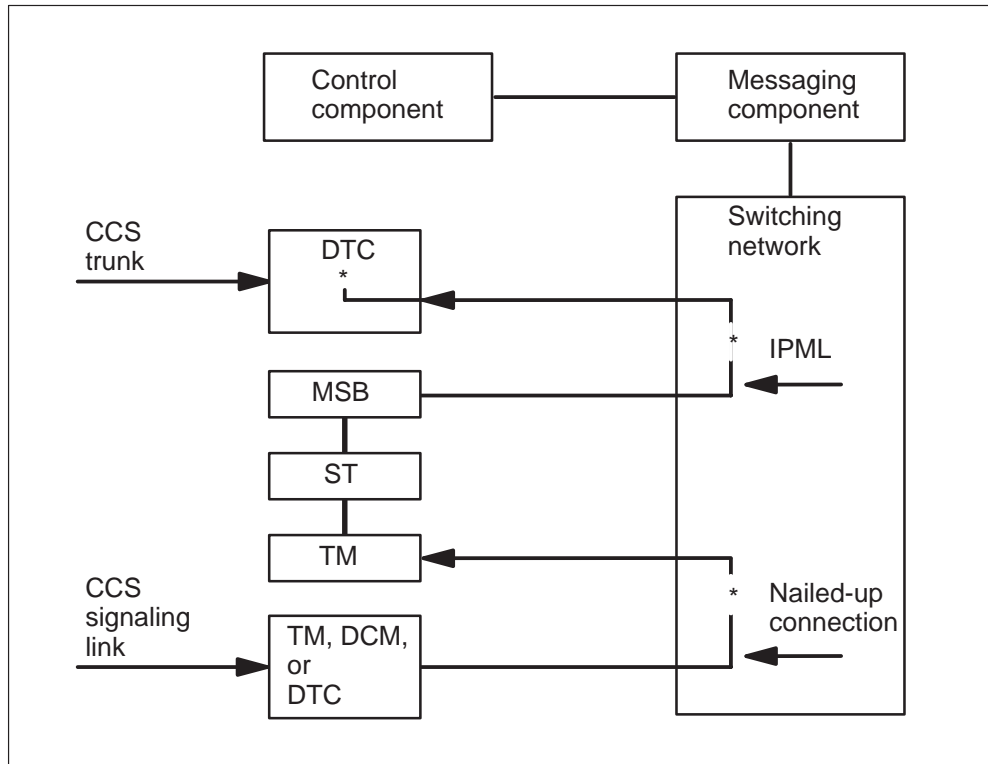 Control
component
Messaging
component
Switching
network
CCS
trunk
DTC
*
*
IPML
MSB
ST
TM
CCS
signaling
link
TM, DCM,
or
DTC
*
Nailed-up
connection